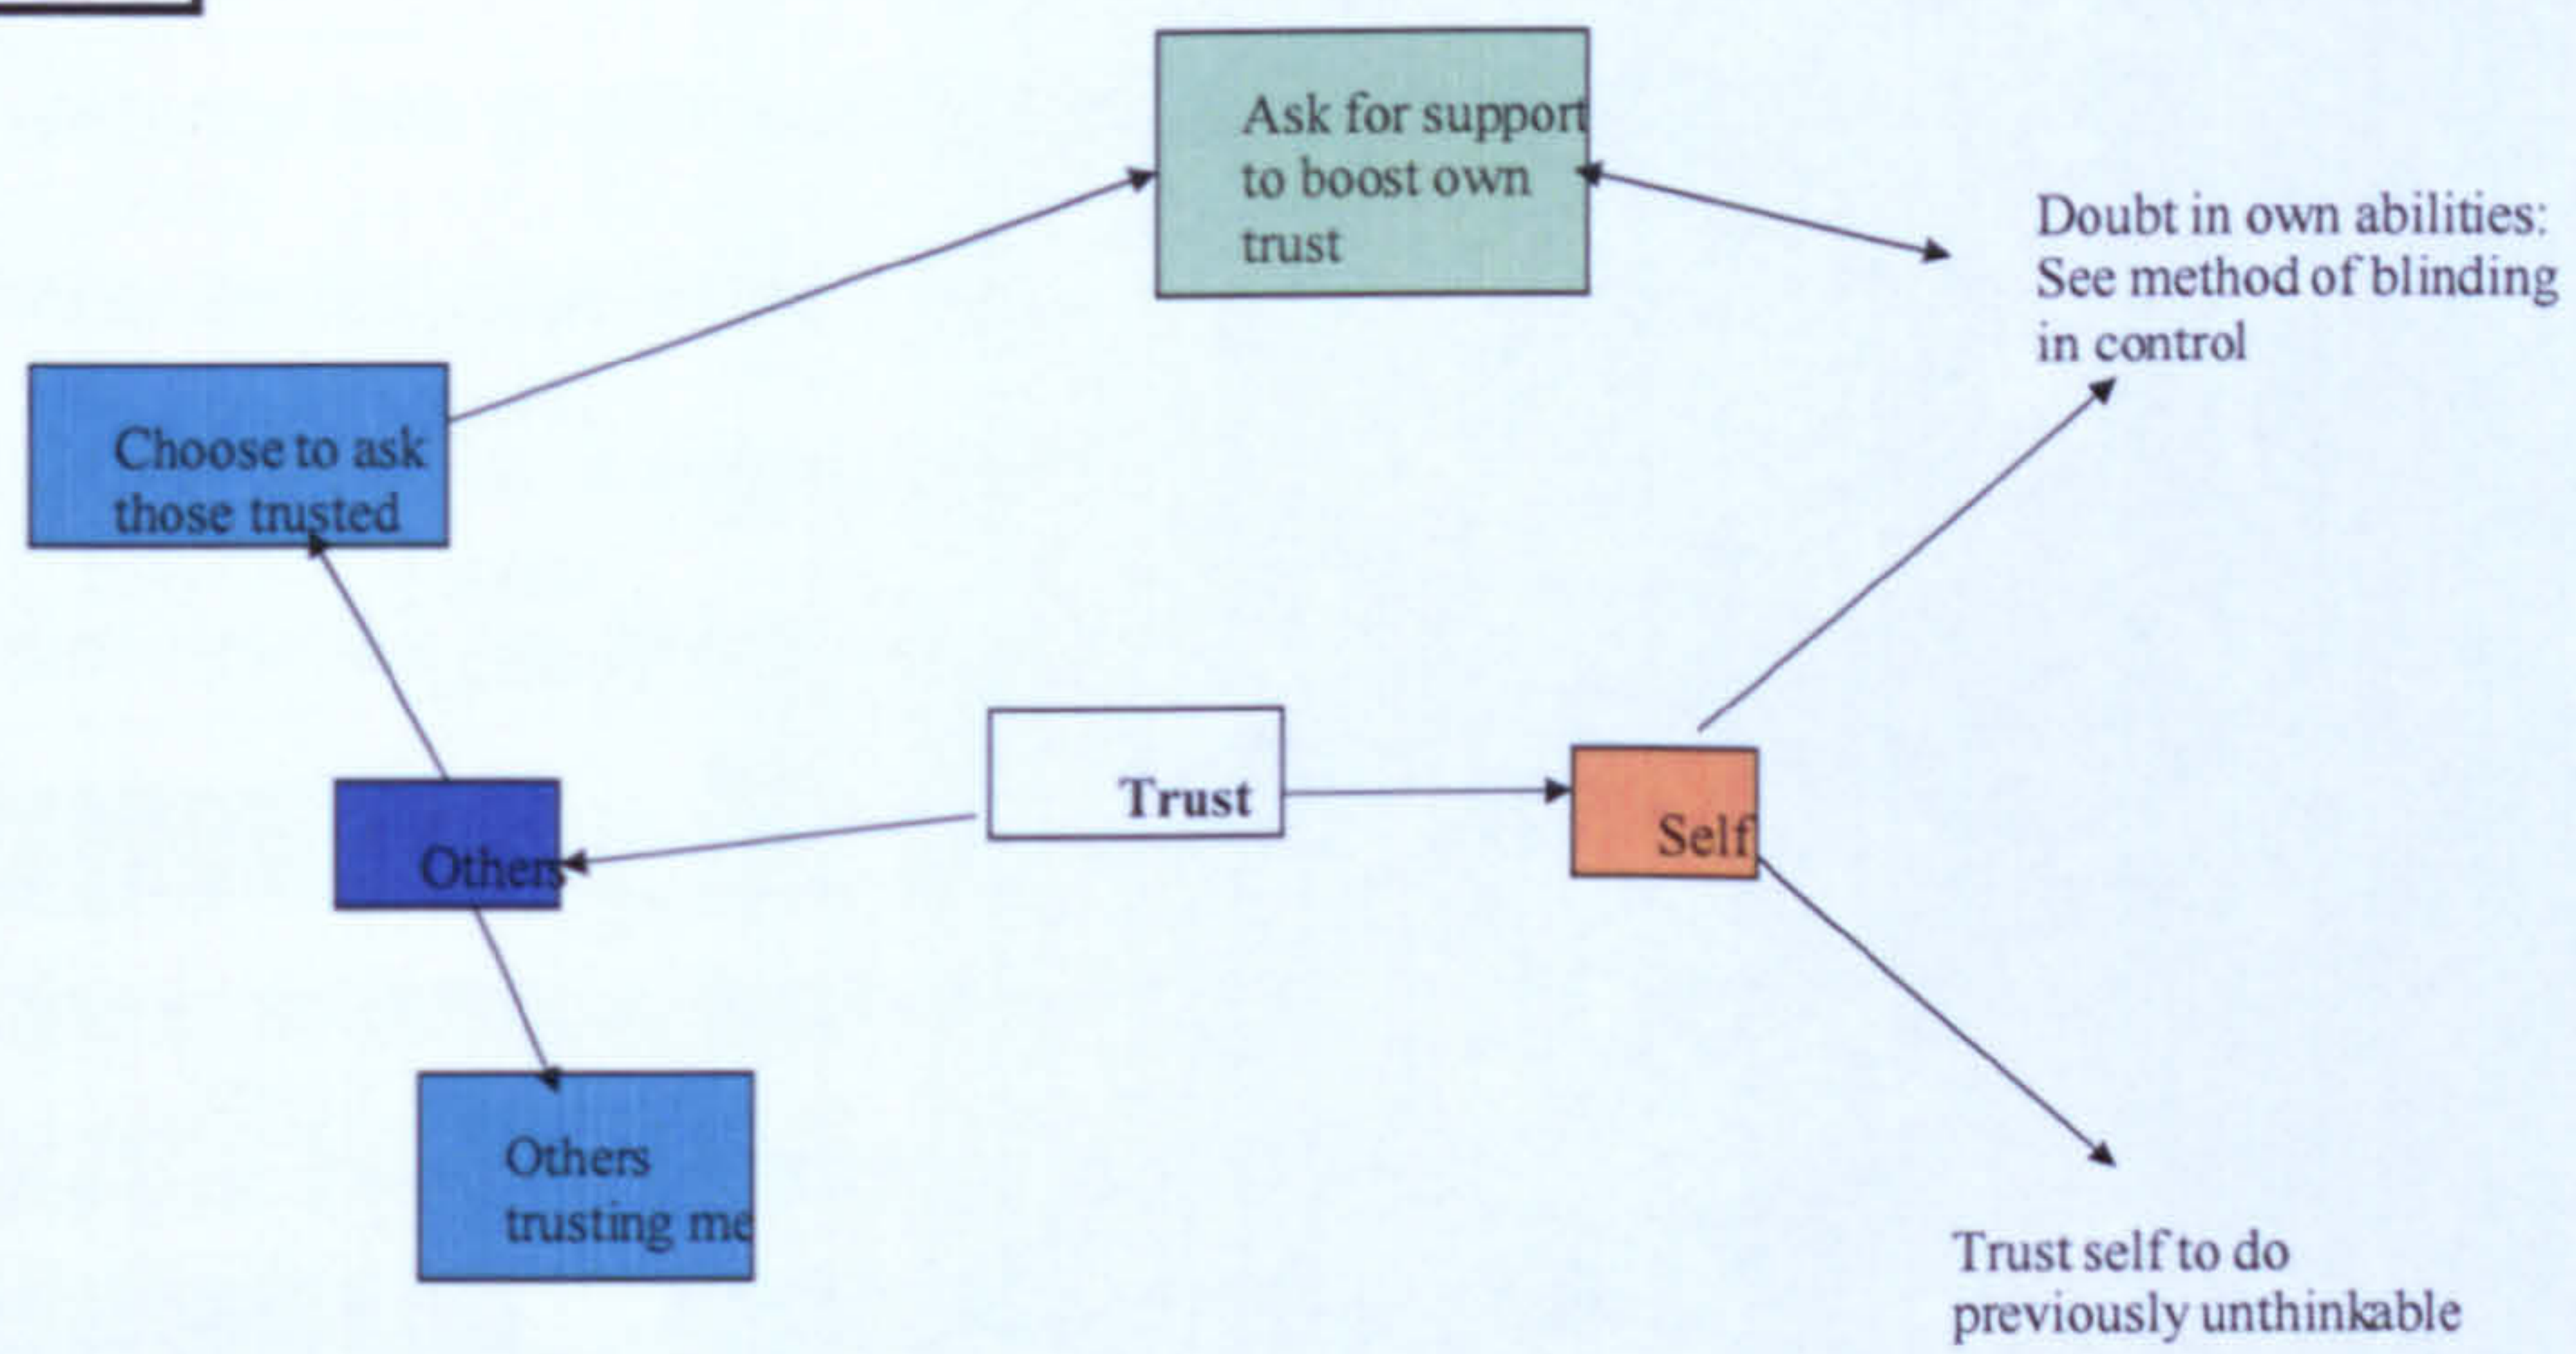 Ask for support
to boost own
trust
Doubt in own abilities:
See method of blinding
in control
Choose to ask
those trusted
Trust
Self
Others
Others
trusting me
Trust self to do
previously unthinkable